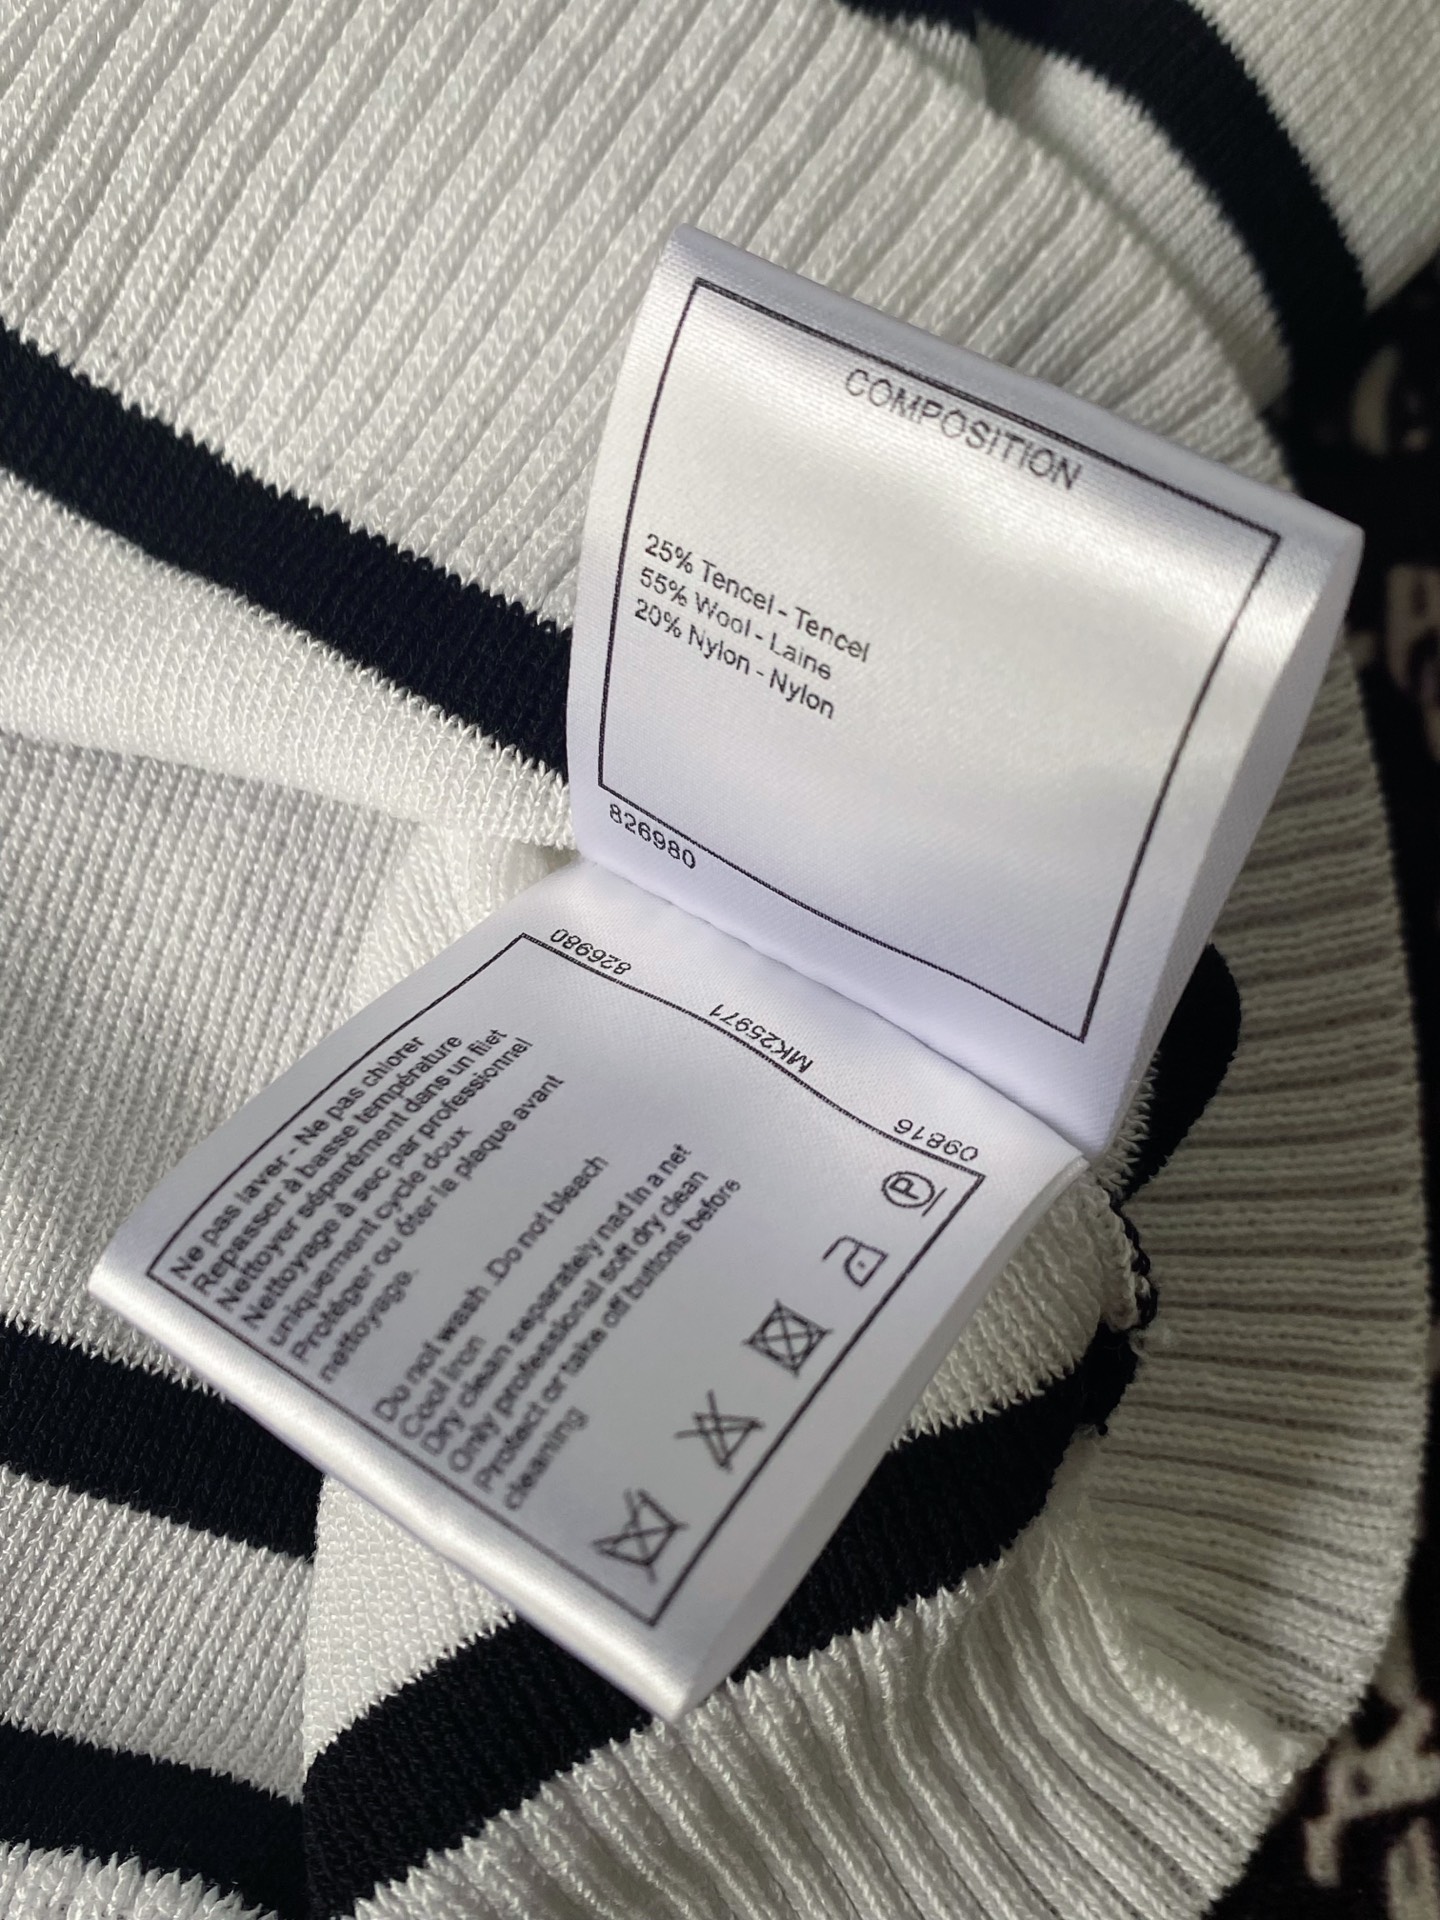 COMPOSITION
25% Tencel - Tencel
55% Wool - Laine
20% Nylon - Nylon
826980
826980
MK25971
09816
Ne pas laver - Ne pas chlorer
Repasser à basse température
Nettoyer séparément dans un filet
Nettoyage à sec par professionnel
uniquement cycle doux
Protéger ou ôter le plaque avant
nettoyage.
Do not wash .Do not bleach
Cool iron
Dry clean separately nad in a net
Only professional soft dry clean
Protect or take off buttons before
cleaning
P